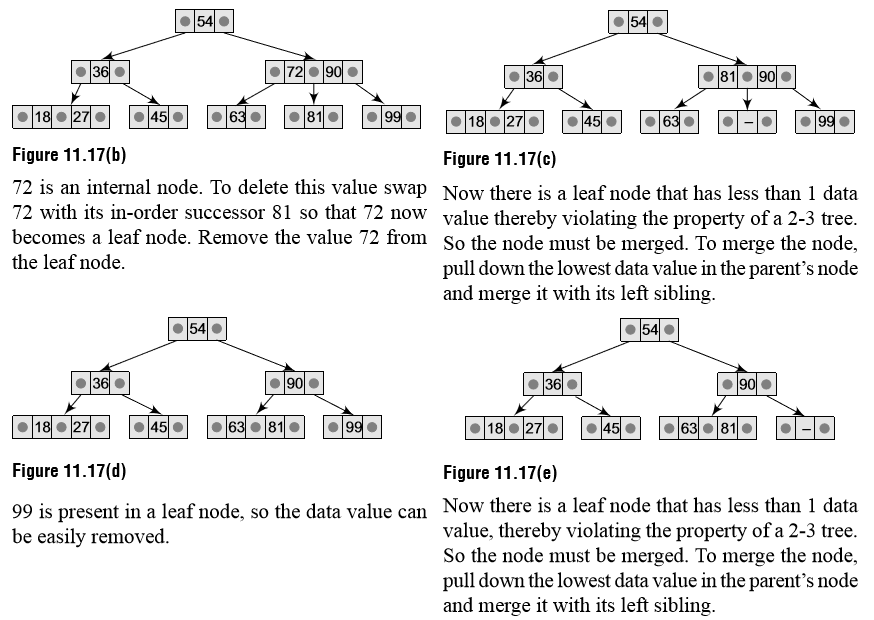 54
36
72 90
18 27
45
63
81
99
Figure 11.17(b)
72 is an internal node. To delete this value swap
72 with its in-order successor 81 so that 72 now
becomes a leaf node. Remove the value 72 from
the leaf node.
54
36
81 90
18 27
45
63
–
99
Figure 11.17(c)
Now there is a leaf node that has less than 1 data
value thereby violating the property of a 2-3 tree.
So the node must be merged. To merge the node,
pull down the lowest data value in the parent’s node
and merge it with its left sibling.
54
36
90
18 27
45
63 81
99
Figure 11.17(d)
99 is present in a leaf node, so the data value can
be easily removed.
54
36
90
18 27
45
63 81
–
Figure 11.17(e)
Now there is a leaf node that has less than 1 data
value, thereby violating the property of a 2-3 tree.
So the node must be merged. To merge the node,
pull down the lowest data value in the parent’s node
and merge it with its left sibling.